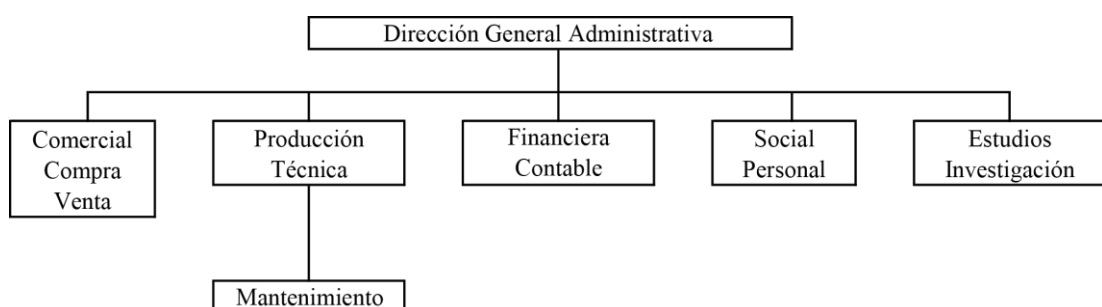 Dirección General Administrativa
Comercial
Compra
Venta
Producción
Técnica
Financiera
Contable
Social
Personal
Estudios
Investigación
Mantenimiento